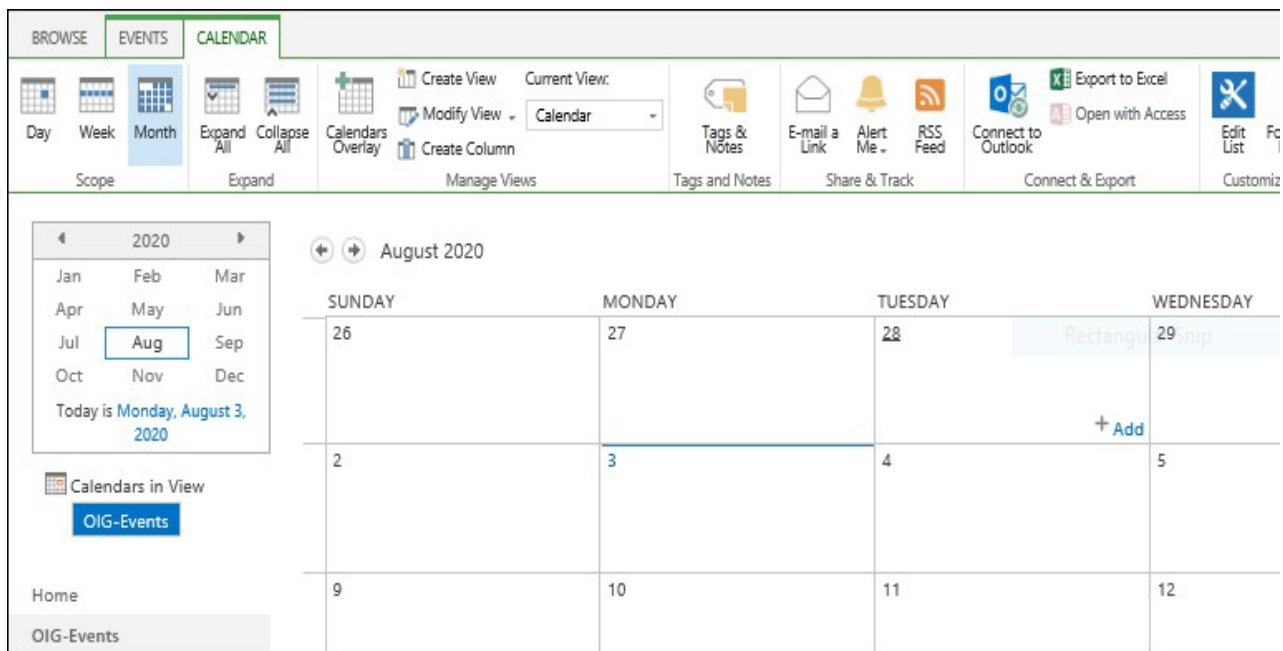 BROWSE EVENTS CALENDAR
Day Week Month Expand All Collapse All Calendars Overlay Create View Modify View Create Column Current View: Calendar Tags & Notes E-mail a Link Alert Me RSS Feed Connect to Outlook Export to Excel Open with Access Edit List
Scope Expand Manage Views Tags and Notes Share & Track Connect & Export Customiz
2020
Jan Feb Mar
Apr May Jun
Jul Aug Sep
Oct Nov Dec
Today is Monday, August 3,
2020
Calendars in View
OIG-Events
Home
OIG-Events
August 2020
SUNDAY MONDAY TUESDAY WEDNESDAY
26 27 28 29
Rectangular Snip
+ Add
2 3 4 5
9 10 11 12